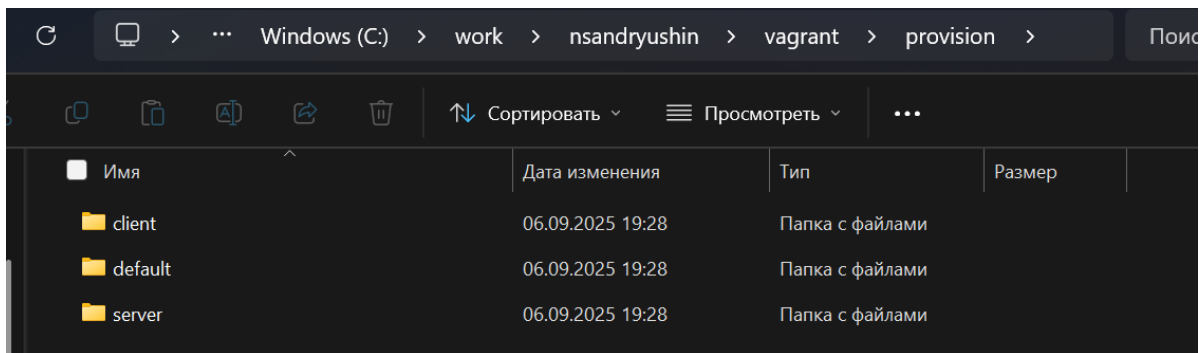 Windows (C:) > work > nsandryushin > vagrant > provision >
Поис
Сортировать Просмотреть
Имя Дата изменения Тип Размер
client 06.09.2025 19:28 Папка с файлами
default 06.09.2025 19:28 Папка с файлами
server 06.09.2025 19:28 Папка с файлами